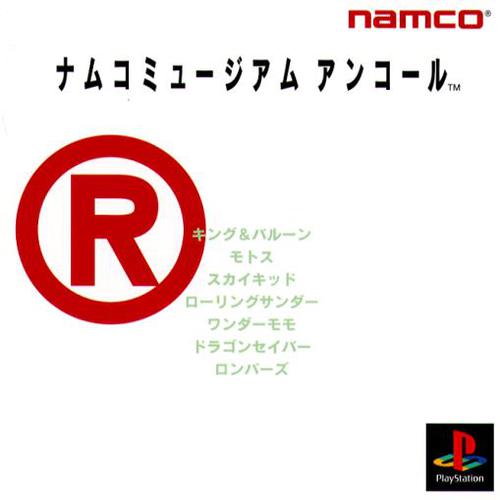 namco®
ナムコミュージアム アンコール™
R
キング&バルーン
モトス
スカイキッド
ローリングサンダー
ワンダーモモ
ドラゴンセイバー
ロンパーズ
PlayStation